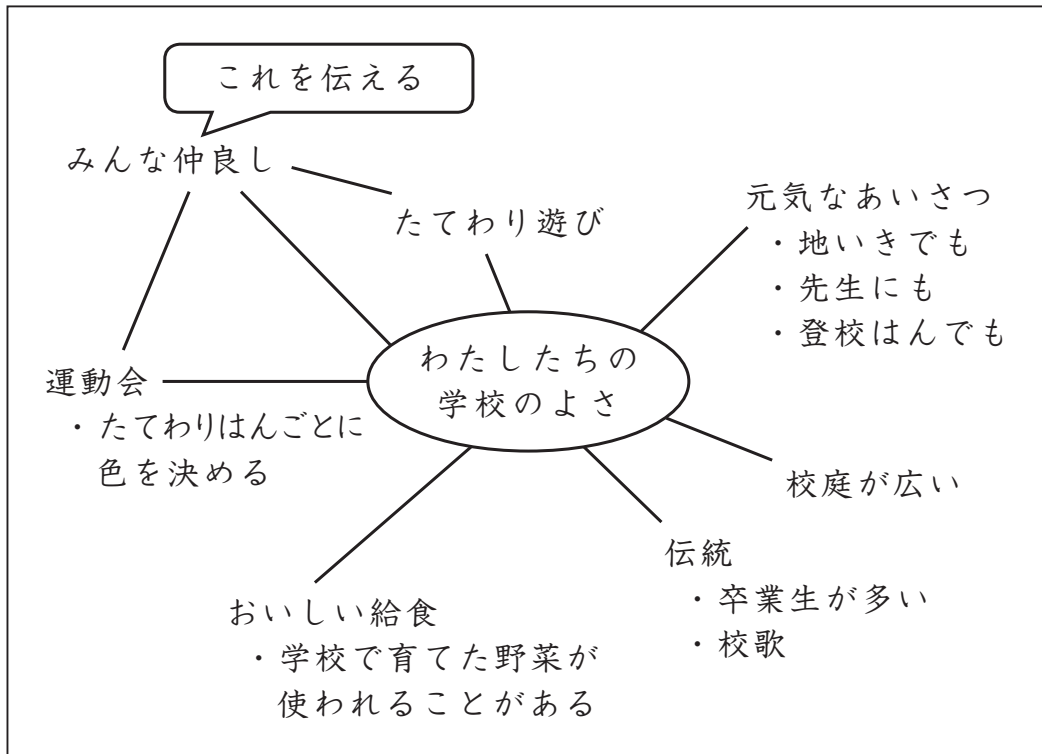 これを伝える
みんな仲良し
たてわり遊び
元気なあいさつ
・地いきでも
・先生にも
・登校はんでも
わたしたちの
学校のよさ
運動会
・たてわりはんごとに
色を決める
校庭が広い
伝統
・卒業生が多い
・校歌
おいしい給食
・学校で育てた野菜が
使われることがある